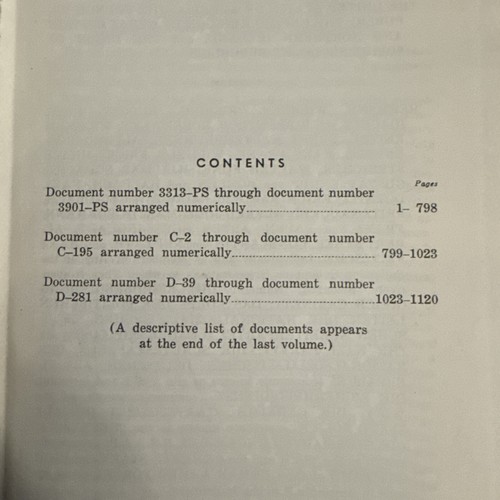 CONTENTS
Pages
Document number 3313–PS through document number
3901–PS arranged numerically........................................ 1– 798
Document number C–2 through document number
C–195 arranged numerically............................................ 799–1023
Document number D–39 through document number
D–281 arranged numerically............................................1023–1120
(A descriptive list of documents appears
at the end of the last volume.)